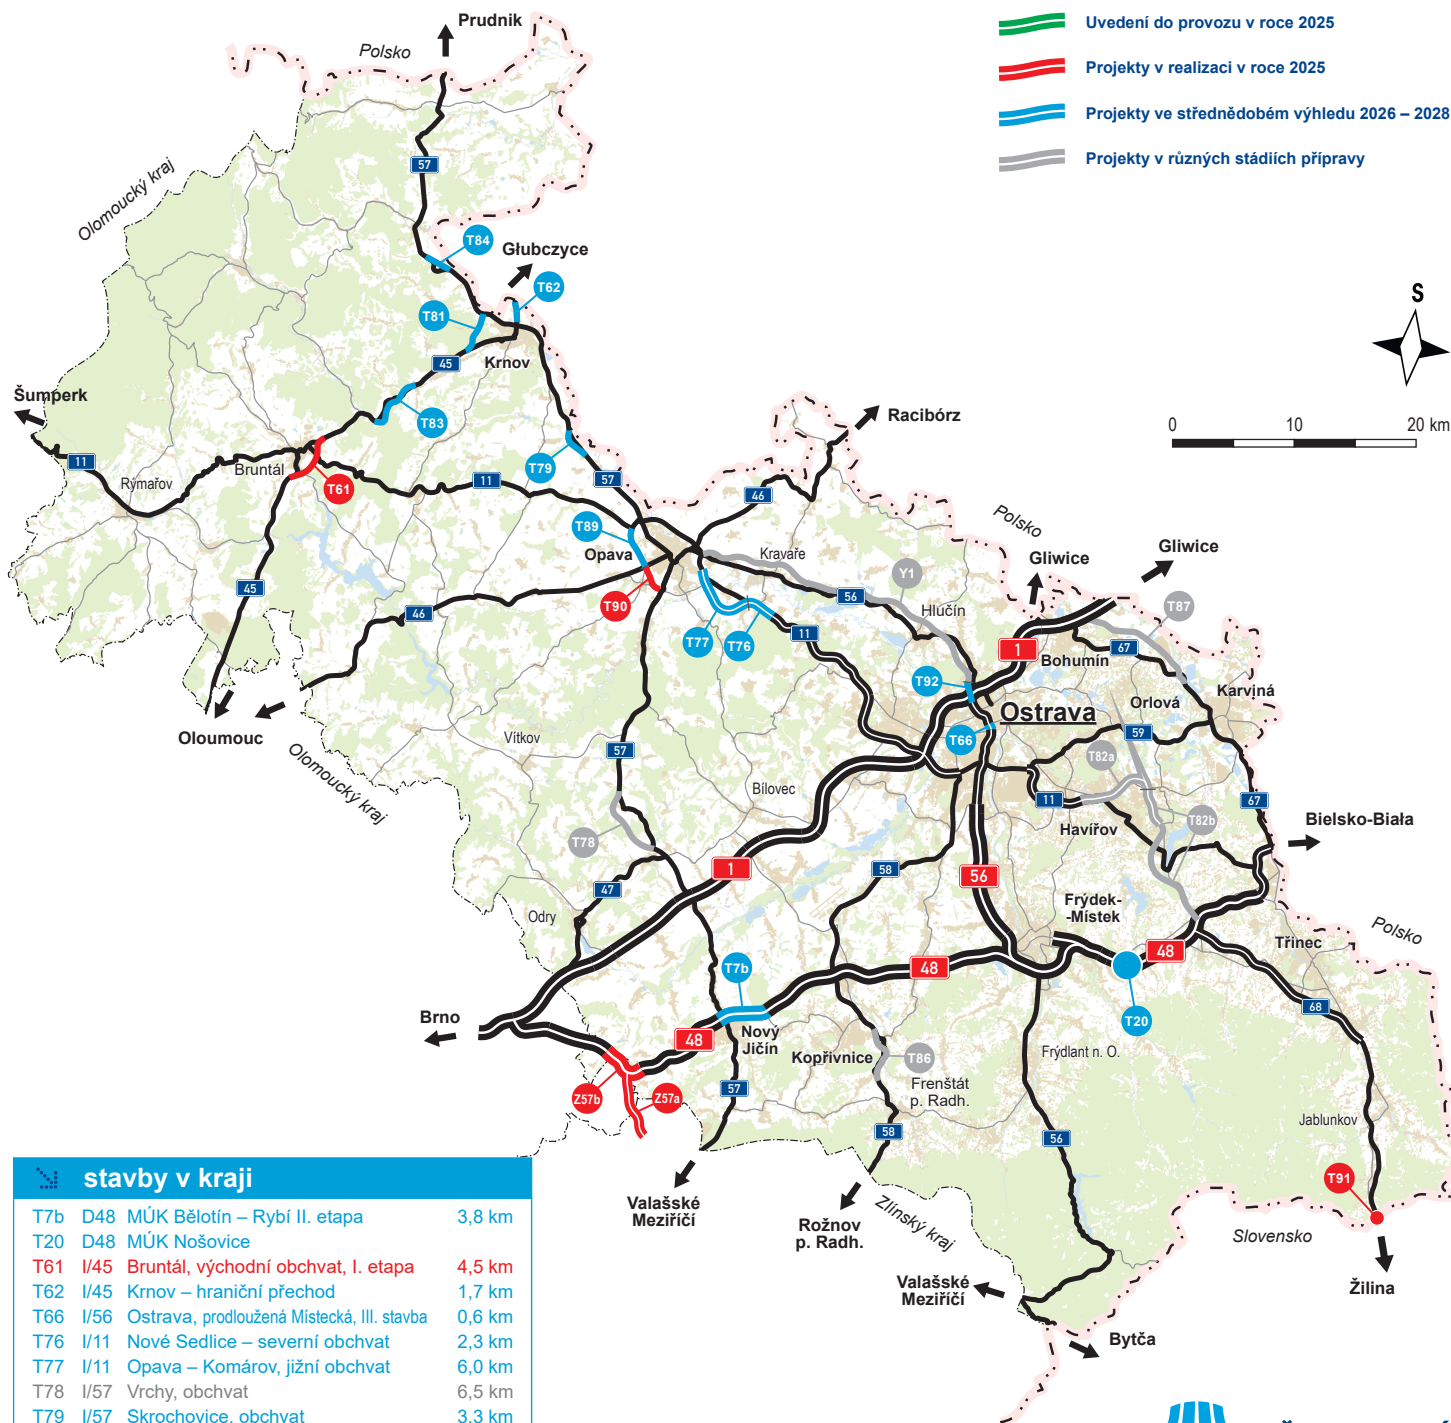 Prudnik
Polsko
Uvedení do provozu v roce 2025
Projekty v realizaci v roce 2025
Projekty ve střednědobém výhledu 2026 – 2028
Projekty v různých stádiích přípravy
57
Olomoucký kraj
T84
Głubczyce
T62
T81
S
45
Krnov
Šumperk
T83
Racibórz
0 10 20 km
11
Bruntál
Rýmařov
T61
T79
11
57
46
Polsko
T89
Opava
Kravaře
Gliwice
Gliwice
Y1
T87
45
T90
56
Hlučín
46
T77
T76
11
1
67
Bohumín
T92
Karviná
Orlová
Ostrava
Oloumouc
Vítkov
57
T66
59
Olomoucký kraj
T82a
Bílovec
11
67
T78
Havířov
T82b
Bielsko-Biała
1
58
56
47
Frýdek-
-Místek
Odry
Třinec
Polsko
T7b
48
48
Brno
T20
68
Nový
Jičín
48
Kopřivnice
T86
Frýdlant n. O.
Z57b
Z57a
57
Frenštát
p. Radh.
Jablunkov
58
56
T91
Valašské
Meziříčí
Rožnov
p. Radh.
Zlínský kraj
Slovensko
Valašské
Meziříčí
Žilina
Bytča
stavby v kraji
T7b D48 MÚK Bělotín – Rybí II. etapa 3,8 km
T20 D48 MÚK Nošovice
T61 I/45 Bruntál, východní obchvat, I. etapa 4,5 km
T62 I/45 Krnov – hraniční přechod 1,7 km
T66 I/56 Ostrava, prodloužená Místecká, III. stavba 0,6 km
T76 I/11 Nové Sedlice – severní obchvat 2,3 km
T77 I/11 Opava – Komárov, jižní obchvat 6,0 km
T78 I/57 Vrchy, obchvat 6,5 km
T79 I/57 Skrochovice, obchvat 3,3 km